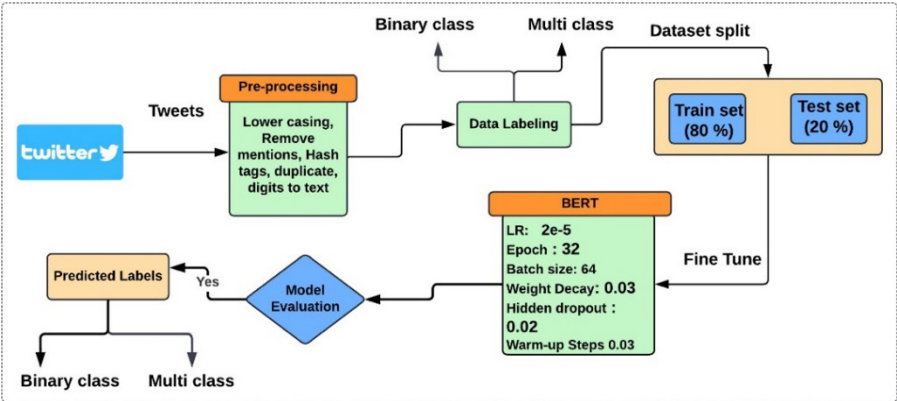 Binary class
Multi class
Dataset split
Pre-processing
Tweets
Lower casing,
Remove
mentions, Hash
tags, duplicate,
digits to text
Data Labeling
Train set
(80 %)
Test set
(20 %)
twitter
BERT
LR: 2e-5
Epoch : 32
Batch size: 64
Weight Decay: 0.03
Hidden dropout :
0.02
Warm-up Steps 0.03
Fine Tune
Model
Evaluation
Yes
Predicted Labels
Binary class
Multi class